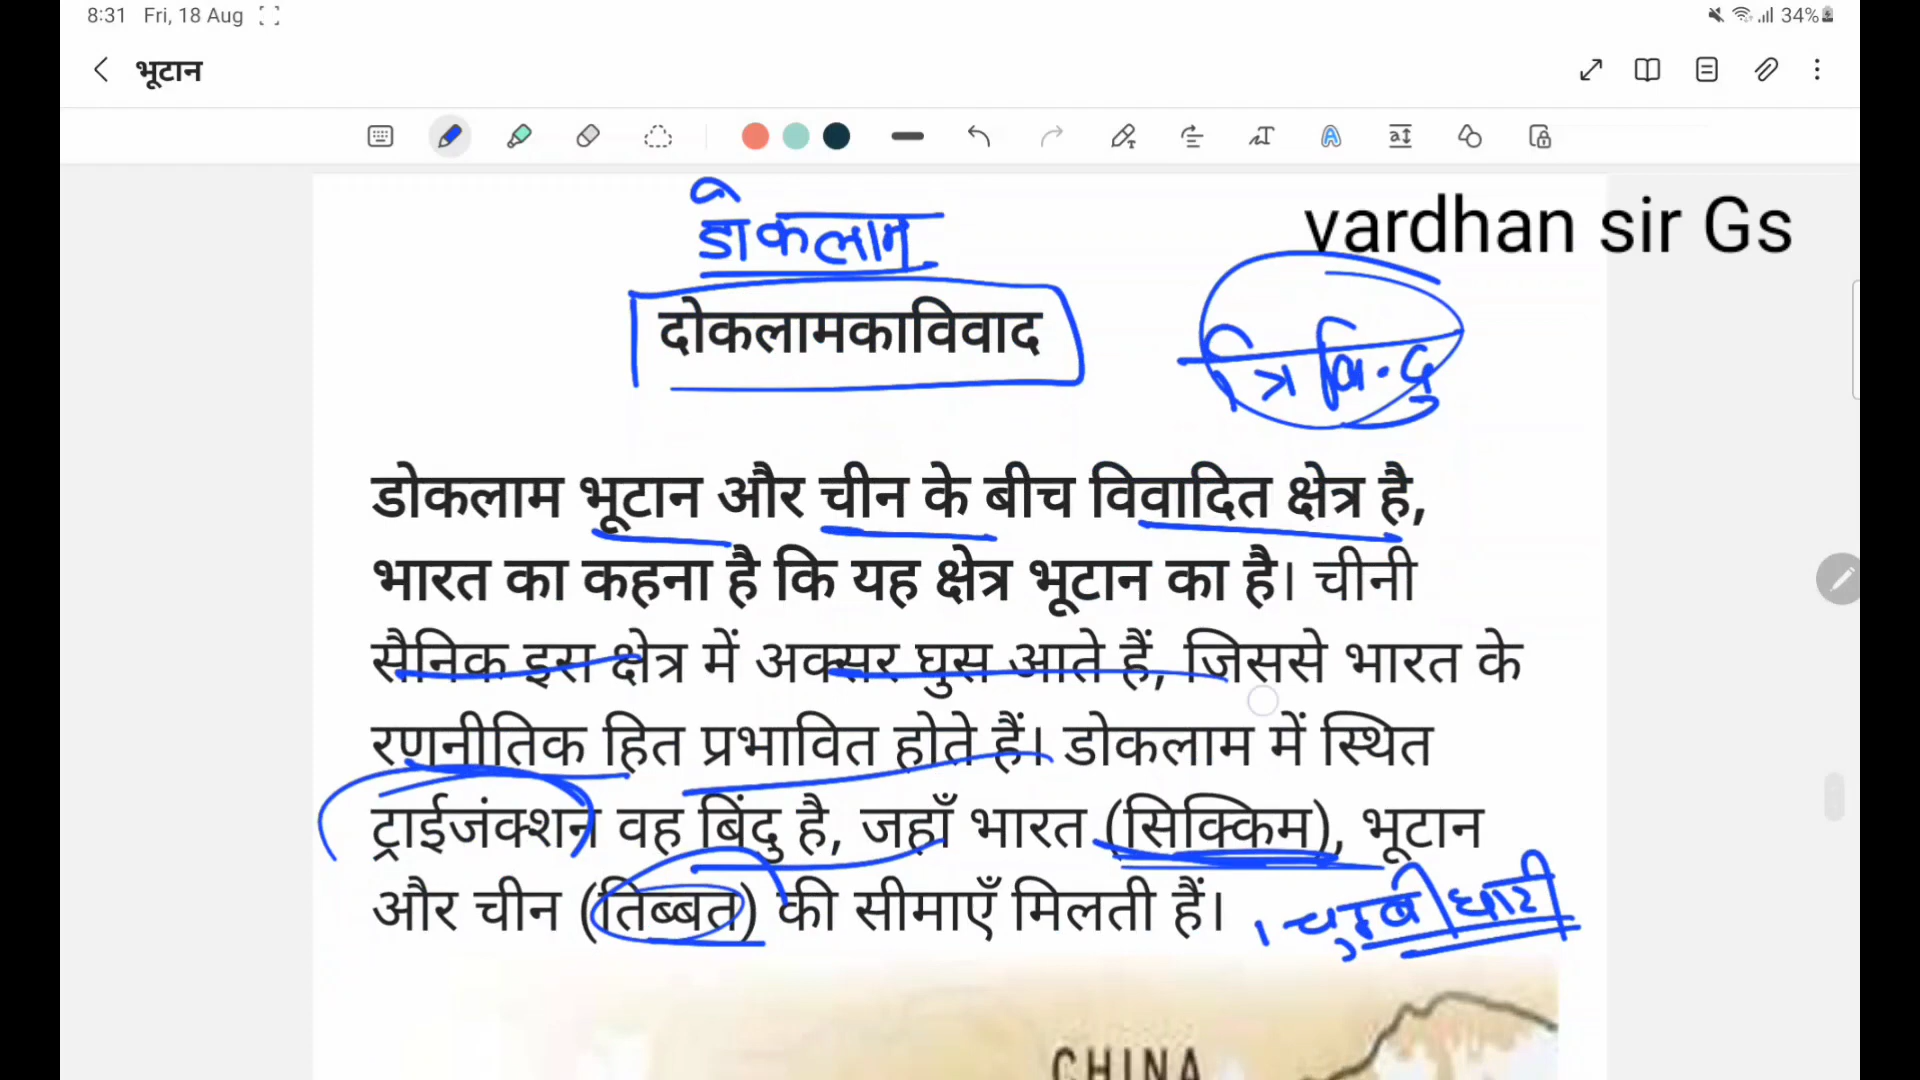 8:31 Fri, 18 Aug 34%
भूटान
डोकलाम
vardhan sir Gs
दोकलामकाविवाद
डोकलाम भूटान और चीन के बीच विवादित क्षेत्र है,
भारत का कहना है कि यह क्षेत्र भूटान का है। चीनी
सैनिक इस क्षेत्र में अक्सर घुस आते हैं, जिससे भारत के
रणनीतिक हित प्रभावित होते हैं। डोकलाम में स्थित
ट्राईजंक्शन वह बिंदु है, जहाँ भारत (सिक्किम), भूटान
और चीन (तिब्बत) की सीमाएँ मिलती हैं।
घाटी
CHINA